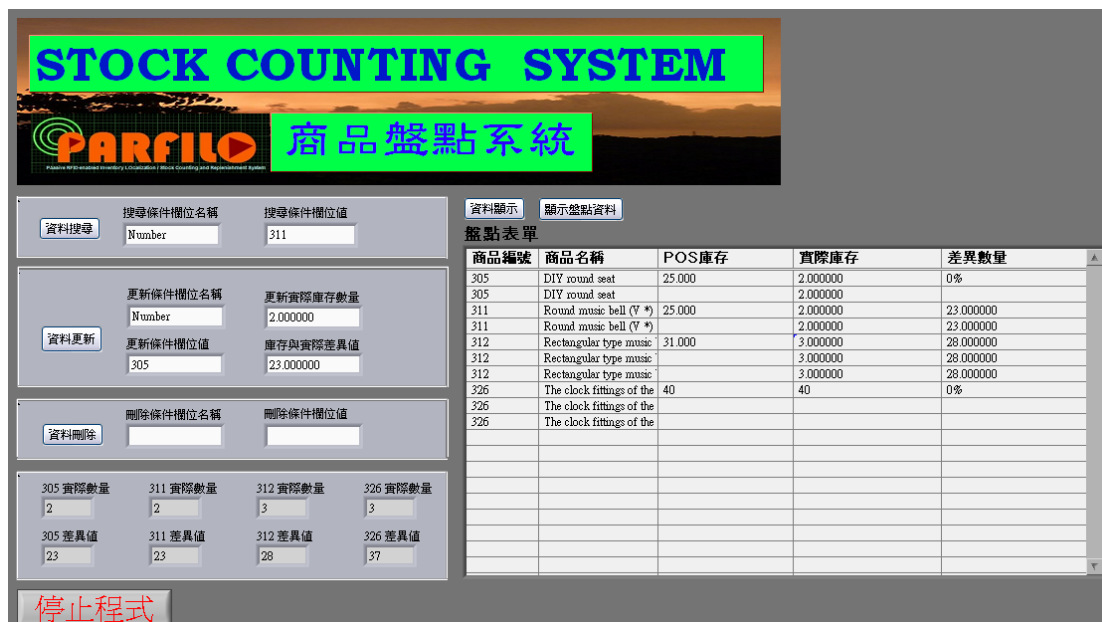 STOCK COUNTING SYSTEM
PARFILO
Passive RFID-enabled Inventory LOcalization / Stock Counting and Replenishment System
商品盤點系統
搜尋條件欄位名稱 搜尋條件欄位值
資料搜尋 Number 311
更新條件欄位名稱 更新實際庫存數量
Number 2.000000
資料更新 更新條件欄位值 庫存與實際差異值
305 23.000000
刪除條件欄位名稱 刪除條件欄位值
資料刪除
305 實際數量 311 實際數量 312 實際數量 326 實際數量
2 2 3 3
305 差異值 311 差異值 312 差異值 326 差異值
23 23 28 37
停止程式
資料顯示 顯示盤點資料
盤點表單
商品編號 商品名稱 POS庫存 實際庫存 差異數量
305 DIY round seat 25.000 2.000000 0%
305 DIY round seat 2.000000
311 Round music bell (V *) 25.000 2.000000 23.000000
311 Round music bell (V *) 2.000000 23.000000
312 Rectangular type music 31.000 3.000000 28.000000
312 Rectangular type music 3.000000 28.000000
312 Rectangular type music 3.000000 28.000000
326 The clock fittings of the 40 40 0%
326 The clock fittings of the
326 The clock fittings of the